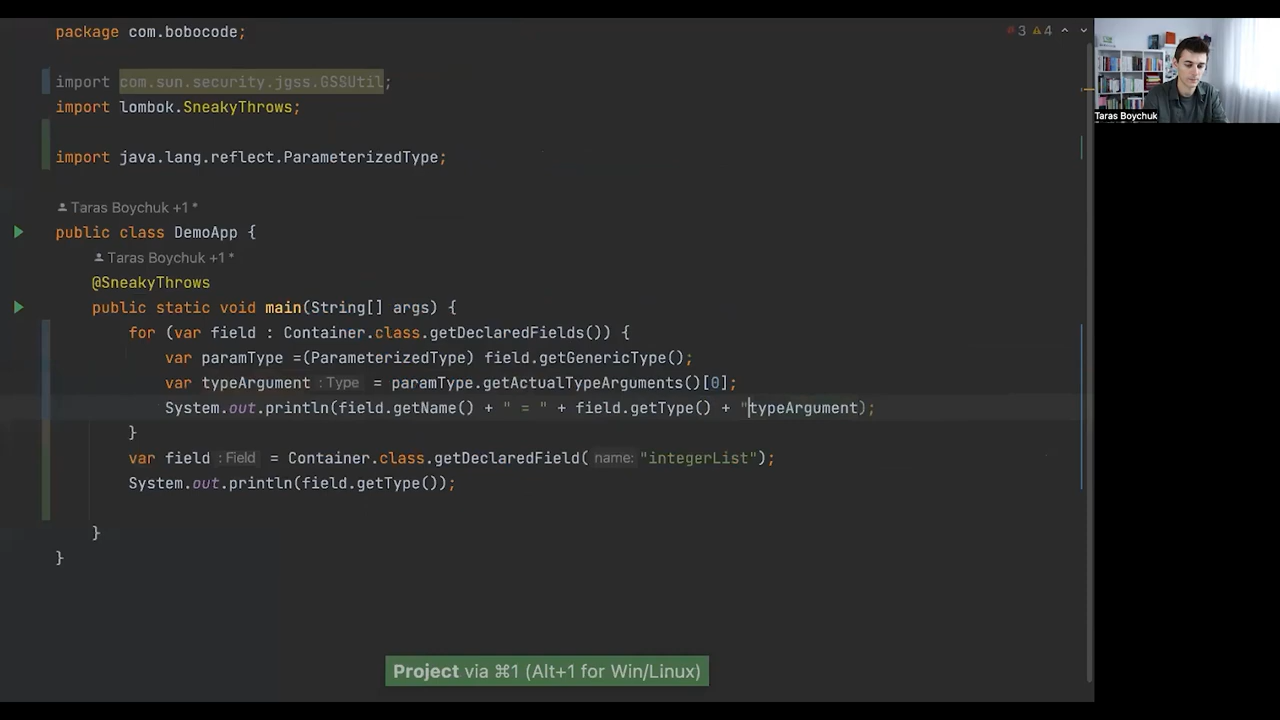 package com.bobocode;
3 4
import com.sun.security.jgss.GSSUtil;
import lombok.SneakyThrows;
Taras Boychuk
import java.lang.reflect.ParameterizedType;
Taras Boychuk +1 *
public class DemoApp {
Taras Boychuk +1 *
@SneakyThrows
public static void main(String[] args) {
for (var field : Container.class.getDeclaredFields()) {
var paramType =(ParameterizedType) field.getGenericType();
var typeArgument : Type = paramType.getActualTypeArguments()[0];
System.out.println(field.getName() + " = " + field.getType() + "typeArgument);
}
var field : Field = Container.class.getDeclaredField( name: "integerList");
System.out.println(field.getType());
}
}
Project via ⌘1 (Alt+1 for Win/Linux)